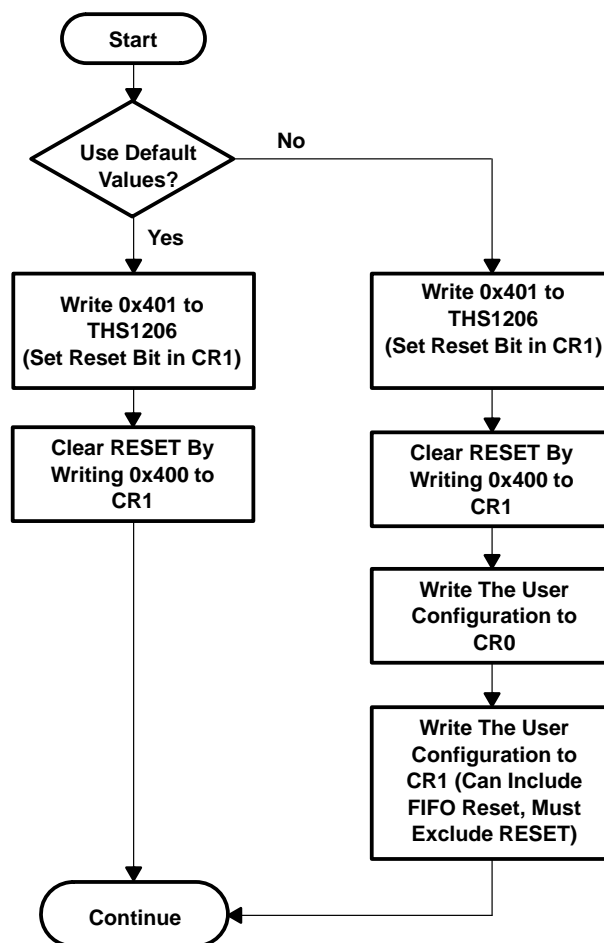 Start
Use Default
Values?
No
Yes
Write 0x401 to
THS1206
(Set Reset Bit in CR1)
Clear RESET By
Writing 0x400 to
CR1
Write 0x401 to
THS1206
(Set Reset Bit in CR1)
Clear RESET By
Writing 0x400 to
CR1
Write The User
Configuration to
CR0
Write The User
Configuration to
CR1 (Can Include
FIFO Reset, Must
Exclude RESET)
Continue